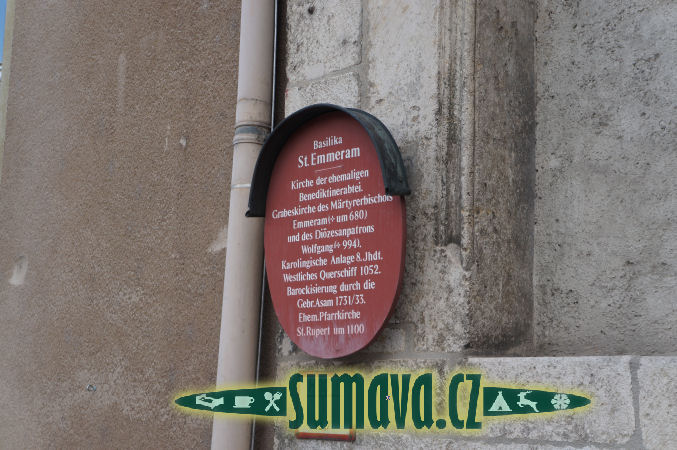 Basilika
St. Emmeram
Kirche der ehemaligen
Benediktinerabtei.
Grabeskirche des Märtyrerbischofs
Emmeram (✝ um 680)
und des Diözesanpatrons
Wolfgang (✝ 994).
Karolingische Anlage 8. Jhdt.
Westliches Querschiff 1052.
Barockisierung durch die
Gebr. Asam 1731/33.
Ehem. Pfarrkirche
St. Rupert um 1100
sumava.cz